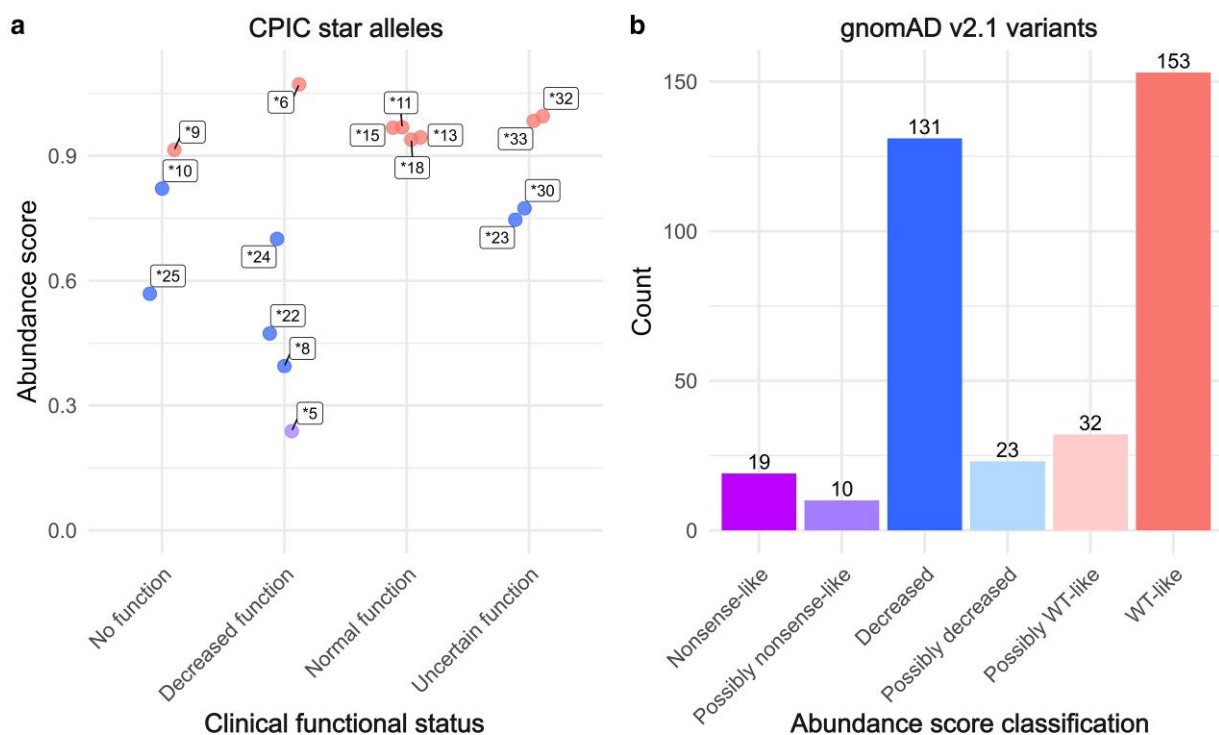 a
CPIC star alleles
Abundance score
0.9
0.6
0.3
0.0
*9
*10
*25
*6
*24
*22
*8
*5
*11
*15
*13
*18
*32
*33
*30
*23
No function
Decreased function
Normal function
Uncertain function
Clinical functional status
b
gnomAD v2.1 variants
Count
150
100
50
0
19
10
131
23
32
153
Nonsense-like
Possibly nonsense-like
Decreased
Possibly decreased
Possibly WT-like
WT-like
Abundance score classification